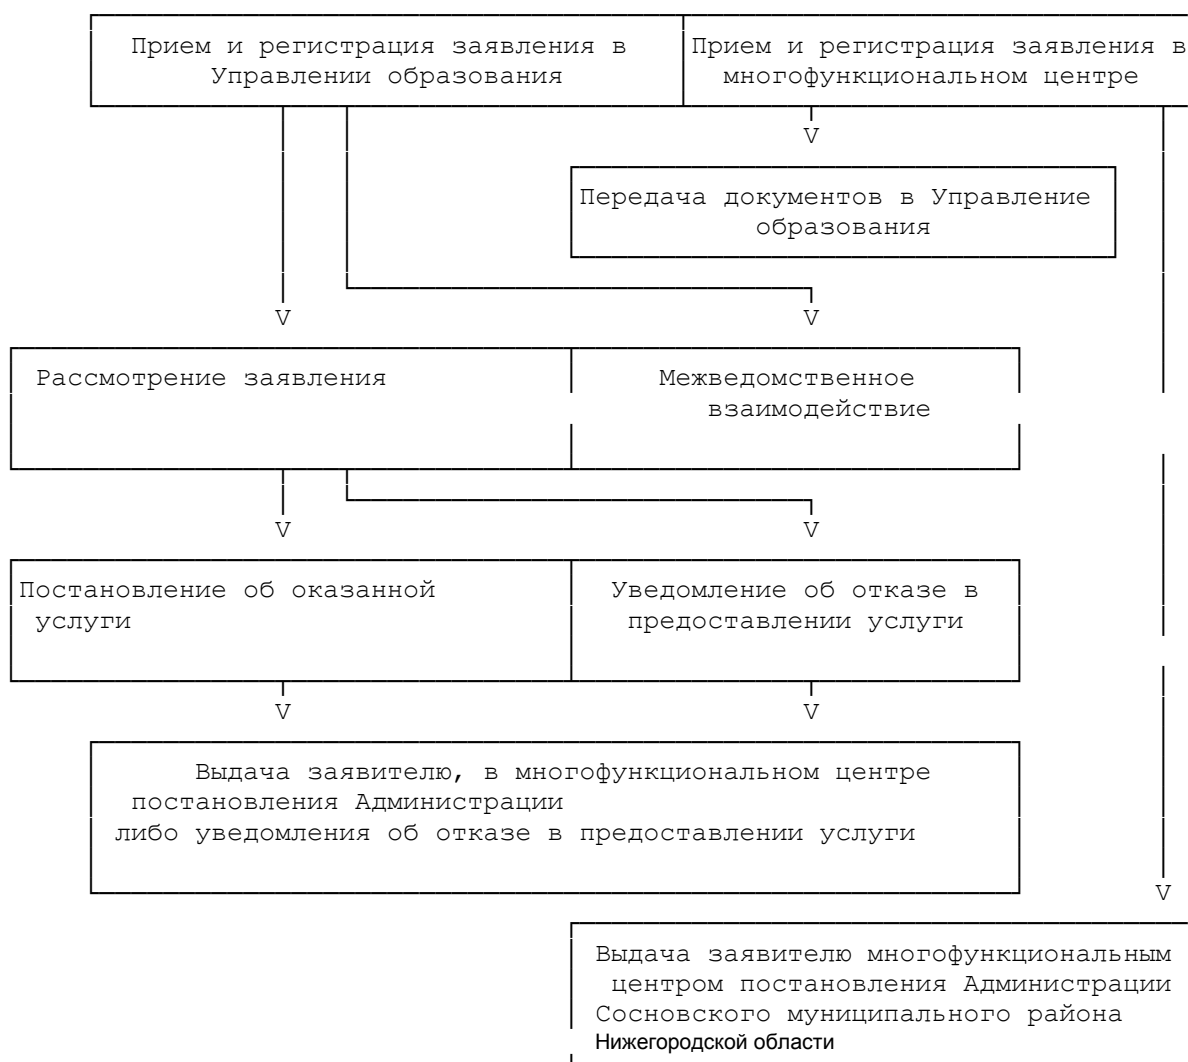 Прием и регистрация заявления в
Управлении образования
Прием и регистрация заявления в
многофункциональном центре
V
Передача документов в Управление
образования
V
V
Рассмотрение заявления
Межведомственное
взаимодействие
V
V
Постановление об оказанной
услуги
Уведомление об отказе в
предоставлении услуги
V
V
Выдача заявителю, в многофункциональном центре
постановления Администрации
либо уведомления об отказе в предоставлении услуги
V
Выдача заявителю многофункциональным
центром постановления Администрации
Сосновского муниципального района
Нижегородской области